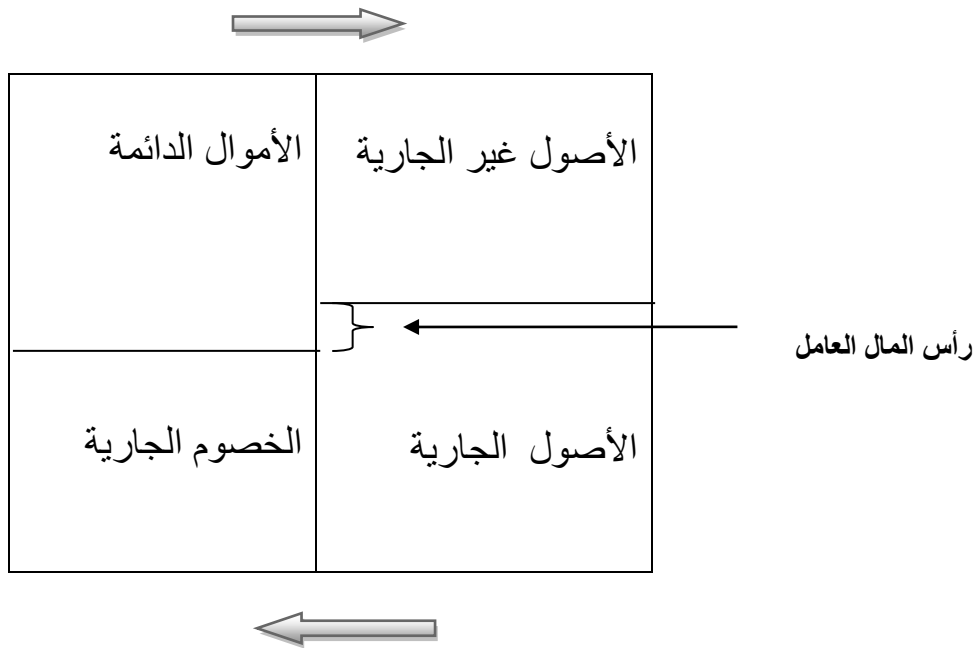 الأصول غير الجارية
الأموال الدائمة
رأس المال العامل
الأصول الجارية
الخصوم الجارية